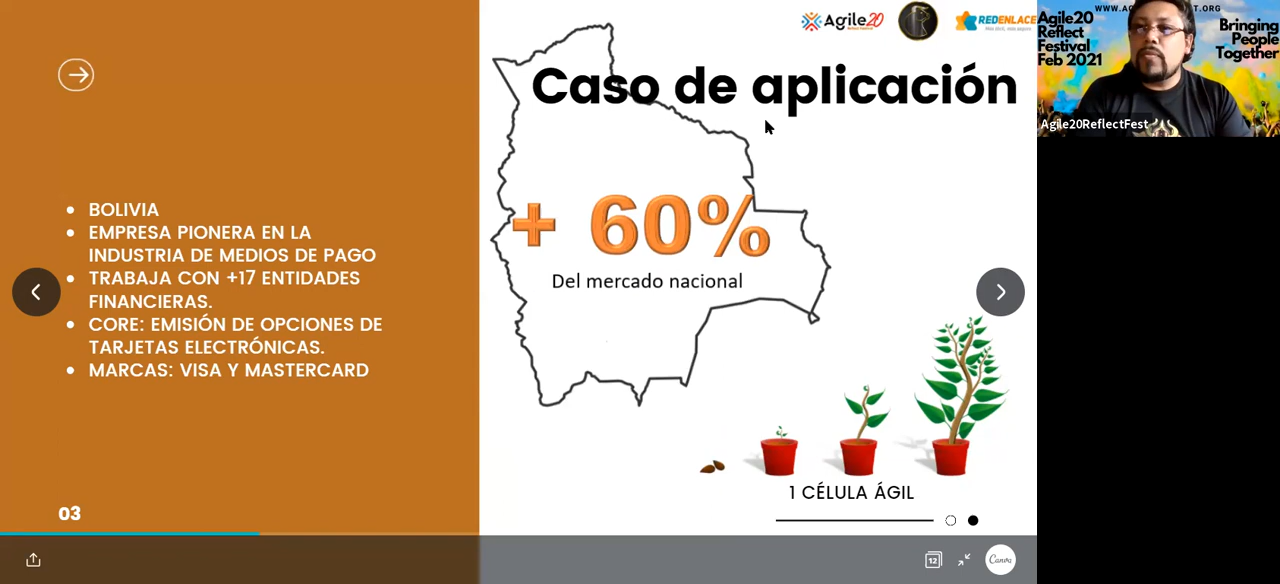 Agile20
Reflect Festival
REDENLACE
Caso de aplicación
BOLIVIA
EMPRESA PIONERA EN LA
INDUSTRIA DE MEDIOS DE PAGO
TRABAJA CON +17 ENTIDADES
FINANCIERAS.
CORE: EMISIÓN DE OPCIONES DE
TARJETAS ELECTRÓNICAS.
MARCAS: VISA Y MASTERCARD
+ 60%
Del mercado nacional
1 CÉLULA ÁGIL
03
12
Canva
Agile20
Reflect
Festival
Feb 2021
Bringing
People
Together
Agile20ReflectFest